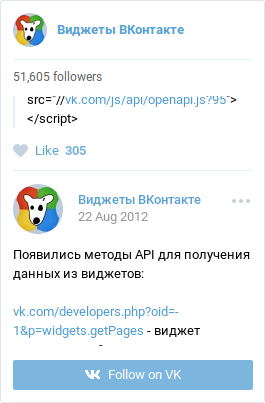 Виджеты ВКонтакте
51,605 followers
src="//vk.com/js/api/openapi.js?95">
</script>
Like 305
Виджеты ВКонтакте
22 Aug 2012
Появились методы API для получения
данных из виджетов:
vk.com/developers.php?oid=-
1&p=widgets.getPages - виджет
Follow on VK